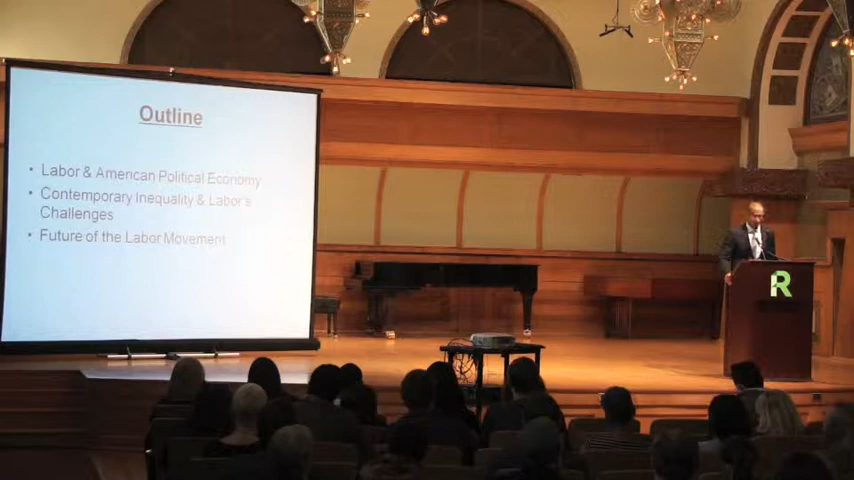 Outline
• Labor & American Political Economy
• Contemporary Inequality & Labor's
Challenges
• Future of the Labor Movement
R